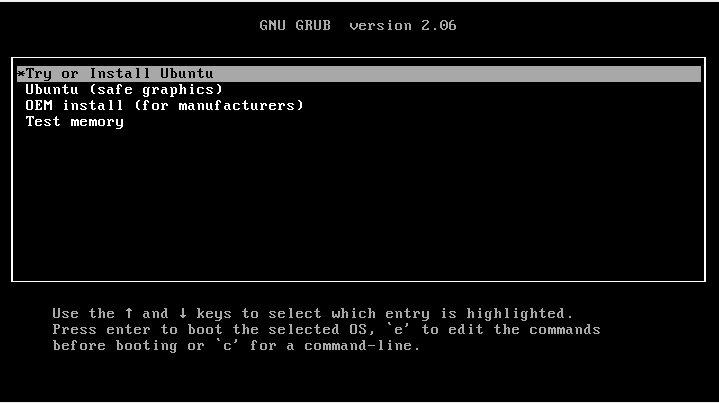 GNU GRUB  version 2.06
*Try or Install Ubuntu
Ubuntu (safe graphics)
OEM install (for manufacturers)
Test memory
Use the ↑ and ↓ keys to select which entry is highlighted.
Press enter to boot the selected OS, `e' to edit the commands
before booting or `c' for a command-line.